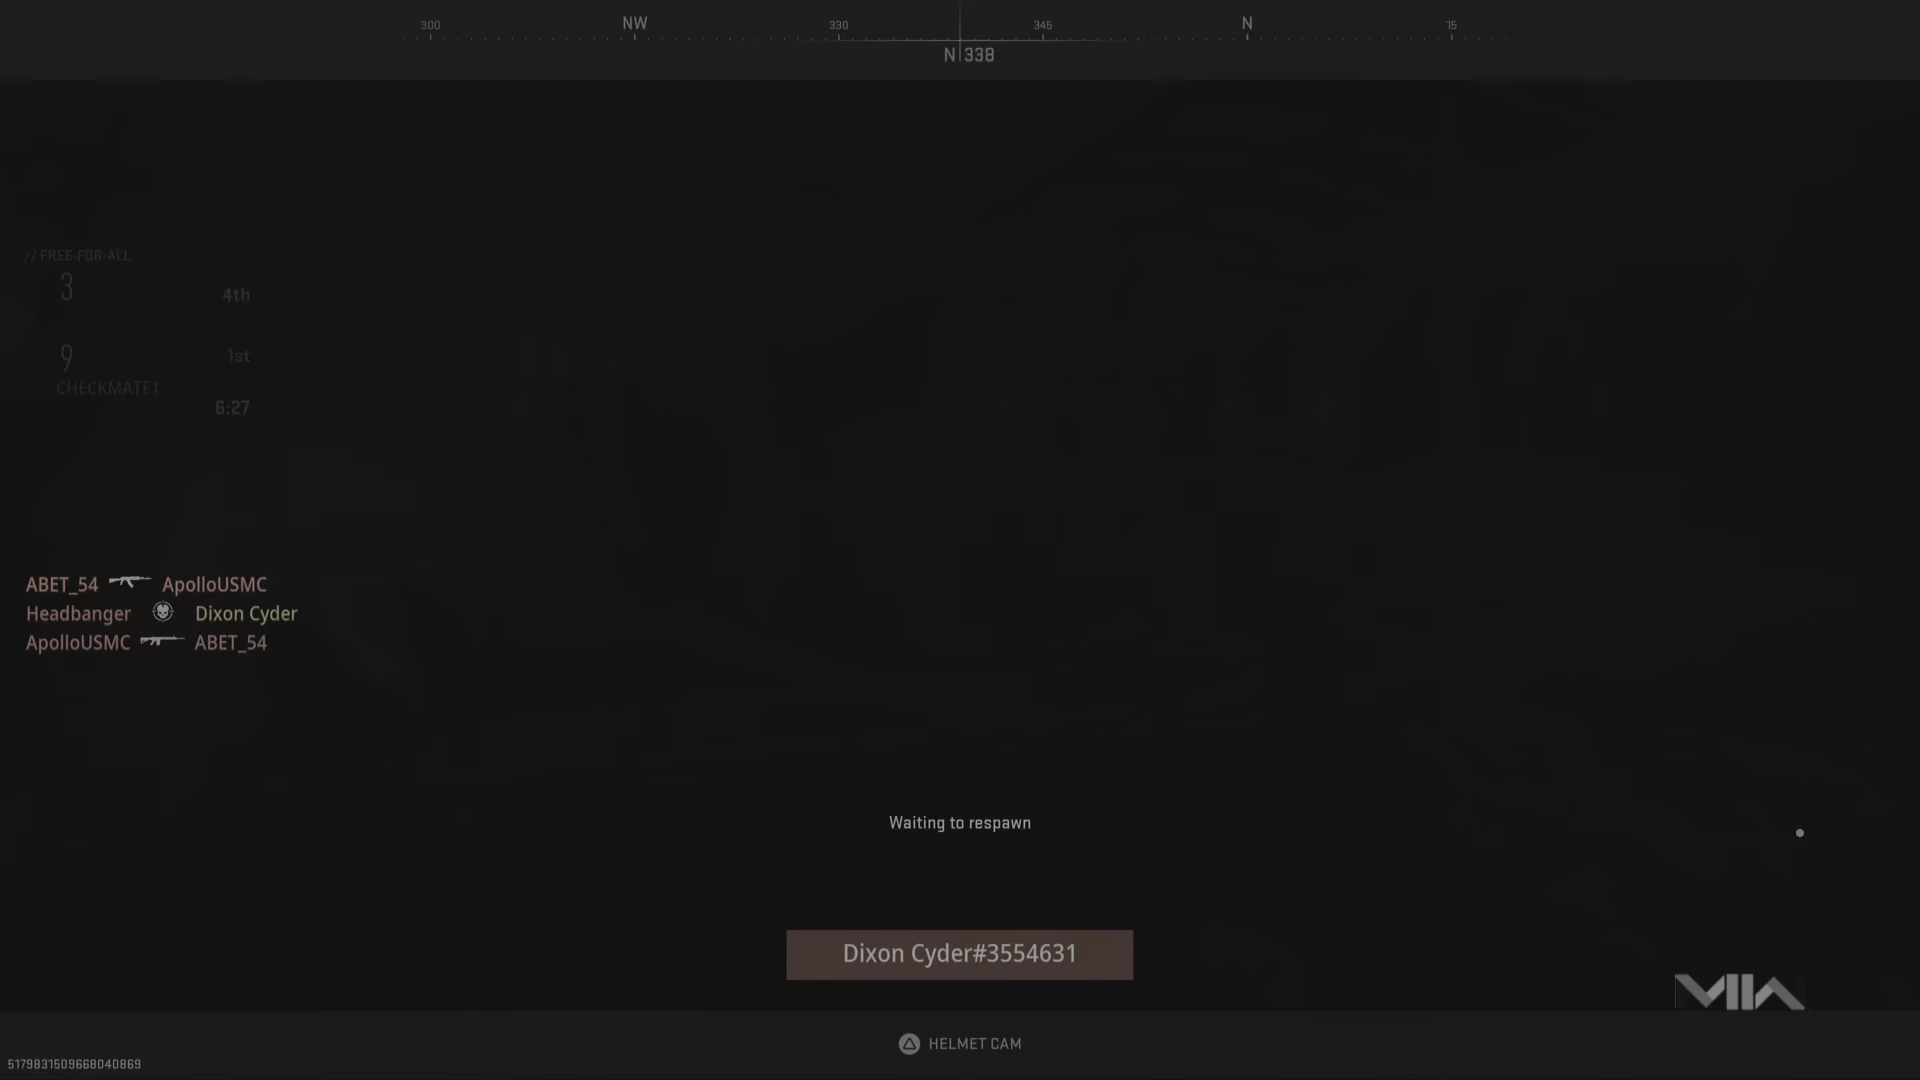 300 NW 330 345 N 15
N 338
// FREE-FOR-ALL
3 4th
9 1st
CHECKMATE1
6:27
ABET_54 ApolloUSMC
Headbanger Dixon Cyder
ApolloUSMC ABET_54
Waiting to respawn
Dixon Cyder#3554631
HELMET CAM
5179831509668040869